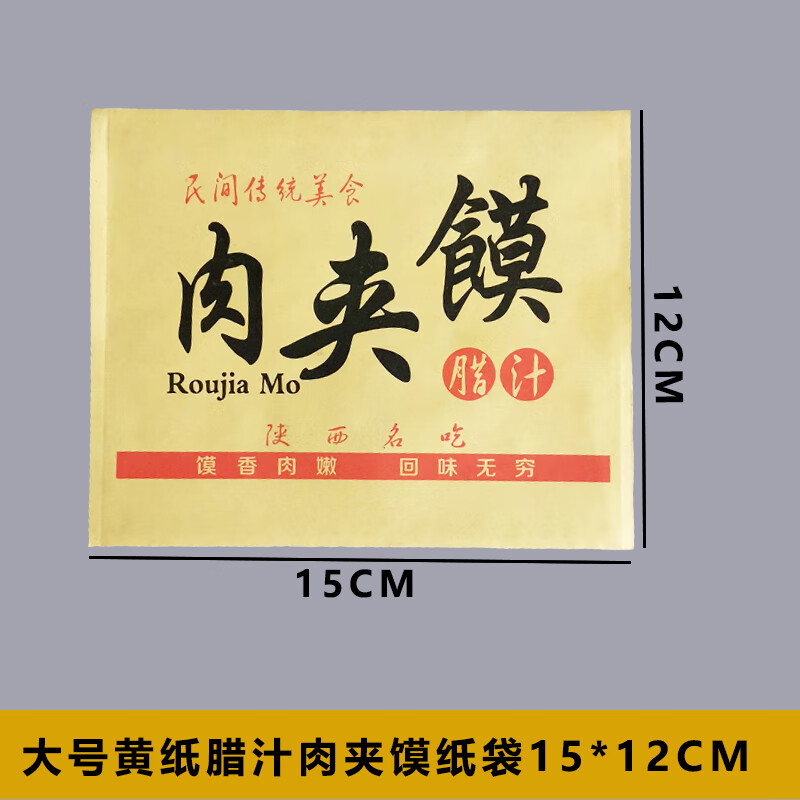 民间传统美食
肉夹馍
Roujia Mo
腊汁
陕西名吃
馍香肉嫩 回味无穷
12CM
15CM
大号黄纸腊汁肉夹馍纸袋15*12CM